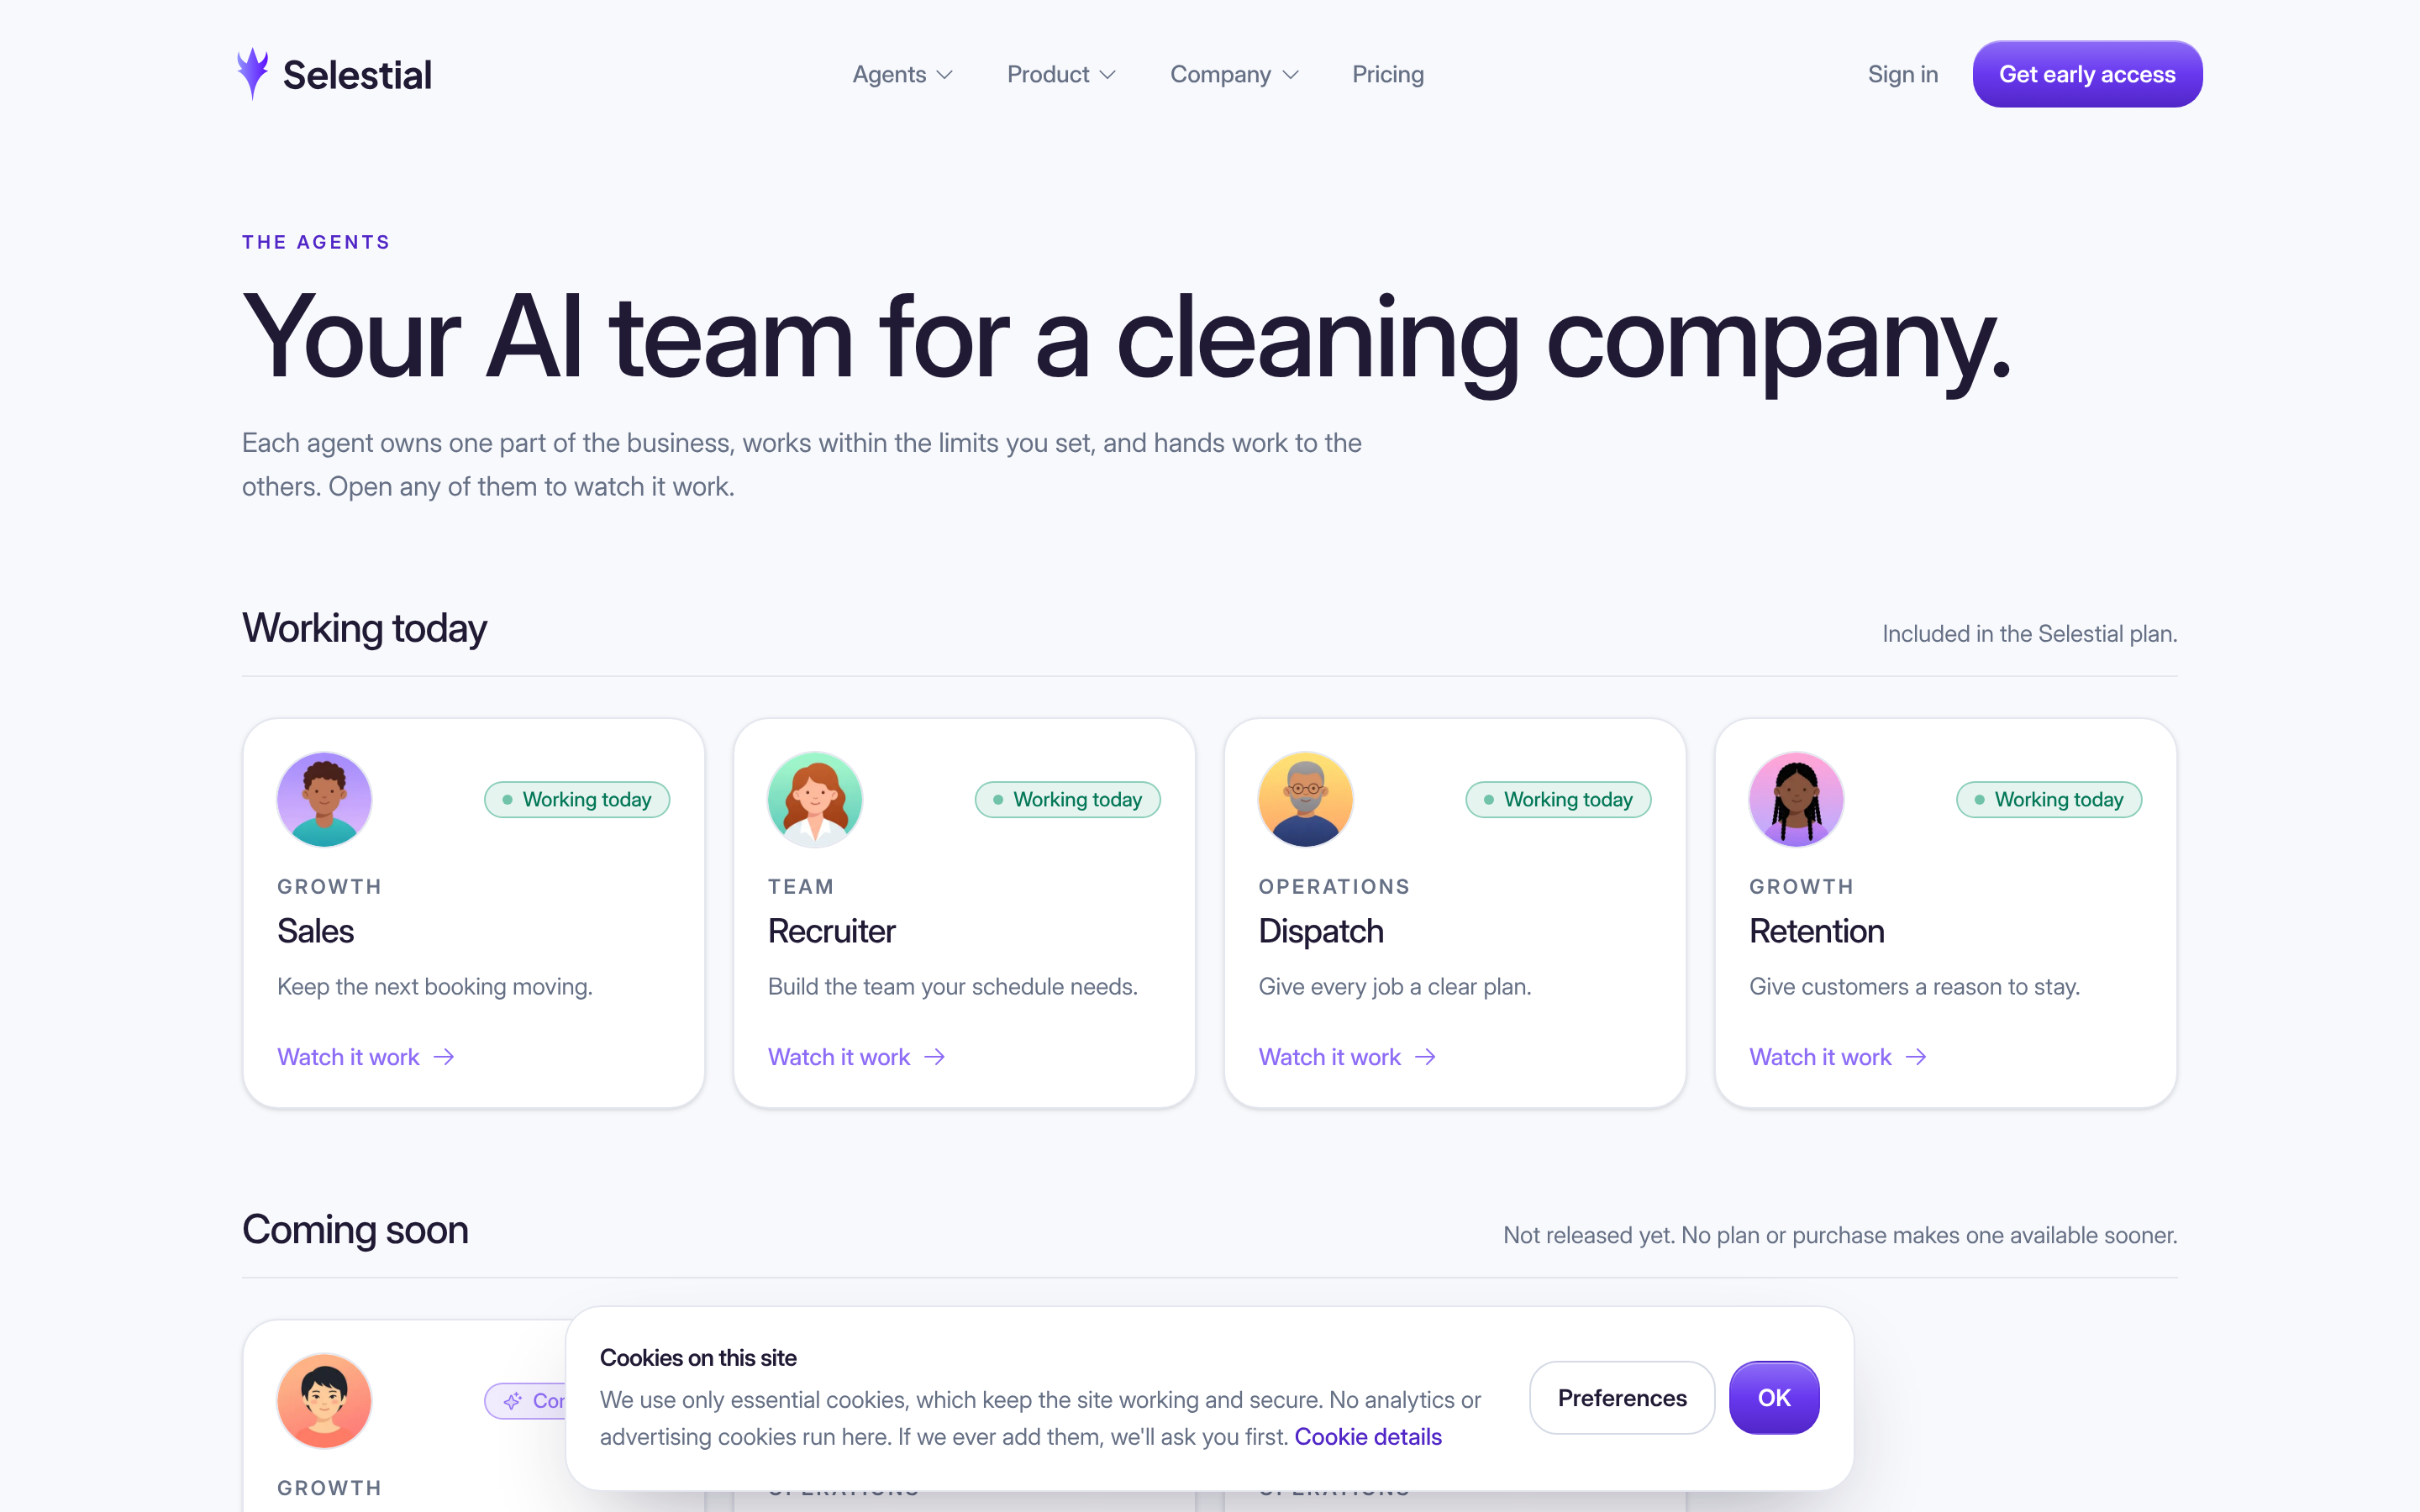 Selestial
Agents
Product
Company
Pricing
Sign in
Get early access
THE AGENTS
Your AI team for a cleaning company.
Each agent owns one part of the business, works within the limits you set, and hands work to the
others. Open any of them to watch it work.
Working today
Included in the Selestial plan.
Working today
GROWTH
Sales
Keep the next booking moving.
Watch it work
Working today
TEAM
Recruiter
Build the team your schedule needs.
Watch it work
Working today
OPERATIONS
Dispatch
Give every job a clear plan.
Watch it work
Working today
GROWTH
Retention
Give customers a reason to stay.
Watch it work
Coming soon
Not released yet. No plan or purchase makes one available sooner.
GROWTH
Cookies on this site
We use only essential cookies, which keep the site working and secure. No analytics or
advertising cookies run here. If we ever add them, we'll ask you first. Cookie details
Preferences
OK